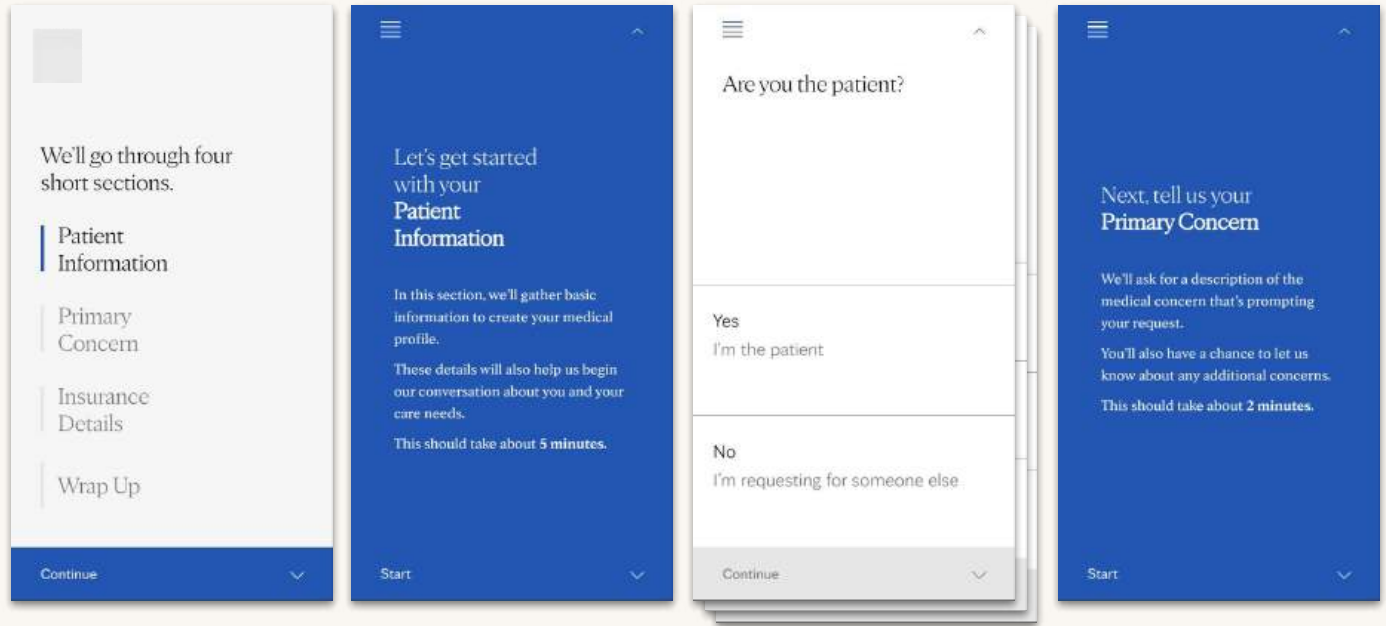 We'll go through four
short sections.
Patient
Information
Primary
Concern
Insurance
Details
Wrap Up
Continue
Let's get started
with your
Patient
Information
In this section, we'll gather basic
information to create your medical
profile.
These details will also help us begin
our conversation about you and your
care needs.
This should take about 5 minutes.
Start
Are you the patient?
Yes
I'm the patient
No
I'm requesting for someone else
Continue
Next, tell us your
Primary Concern
We'll ask for a description of the
medical concern that's prompting
your request.
You'll also have a chance to let us
know about any additional concerns.
This should take about 2 minutes.
Start